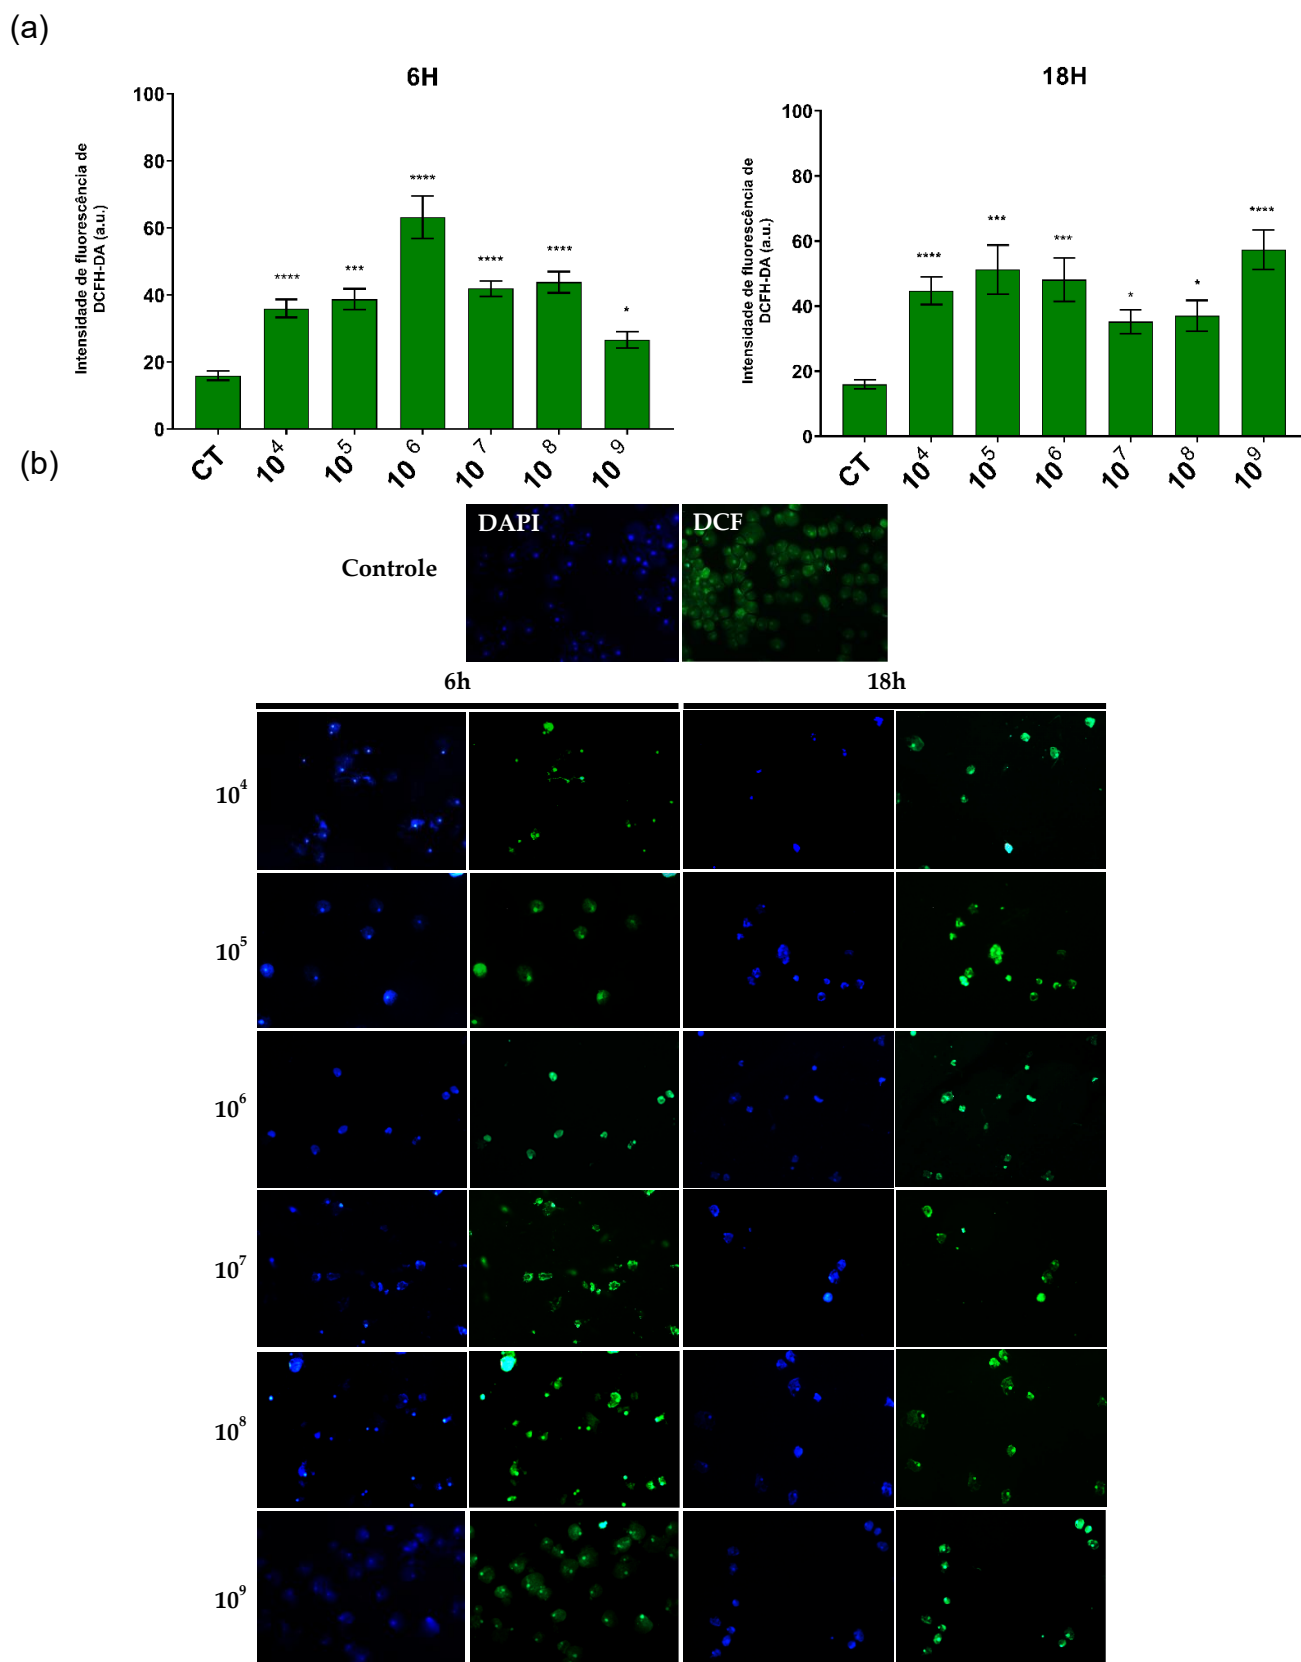 (a)
6H
Intensidade de fluorescência de
DCFH-DA (a.u.)
100
80
60
40
20
0
****
***
****
****
****
*
CT
10^4
10^5
10^6
10^7
10^8
10^9
18H
Intensidade de fluorescência de
DCFH-DA (a.u.)
100
80
60
40
20
0
****
***
***
*
*
****
CT
10^4
10^5
10^6
10^7
10^8
10^9
(b)
Controle
DAPI
DCF
6h
18h
10^4
10^5
10^6
10^7
10^8
10^9